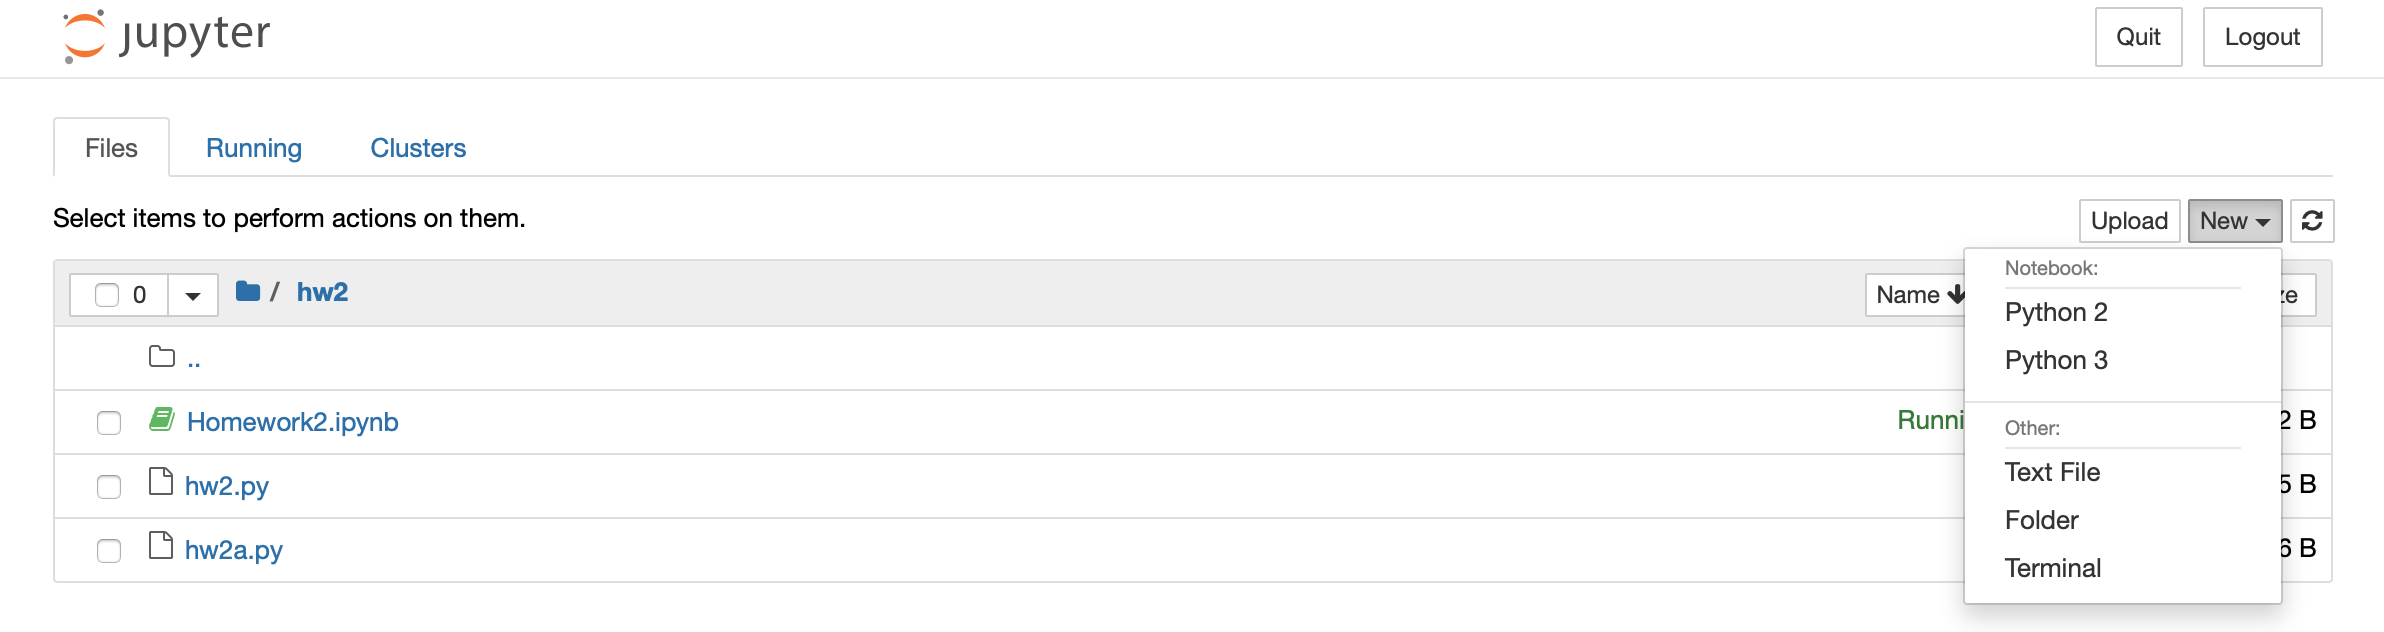 jupyter
Quit
Logout
Files
Running
Clusters
Select items to perform actions on them.
Upload
New
0
/ hw2
Name
Notebook:
Python 2
Python 3
Other:
Text File
Folder
Terminal
..
Homework2.ipynb
2 B
hw2.py
5 B
hw2a.py
6 B